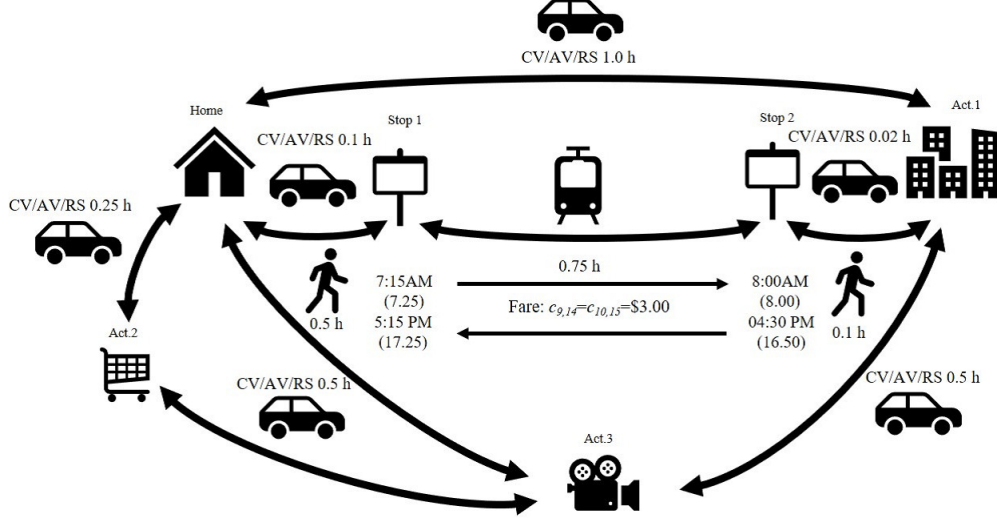 CV/AV/RS 1.0 h
Home
Act.1
Stop 1
Stop 2
CV/AV/RS 0.1 h
CV/AV/RS 0.02 h
CV/AV/RS 0.25 h
0.75 h
7:15AM
(7.25)
5:15 PM
(17.25)
Fare: c9,14=c10,15=$3.00
8:00AM
(8.00)
04:30 PM
(16.50)
0.5 h
0.1 h
Act.2
CV/AV/RS 0.5 h
CV/AV/RS 0.5 h
Act.3